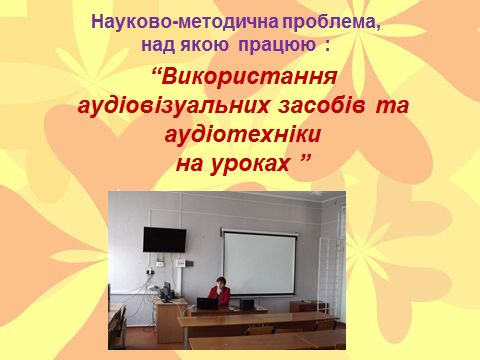 Науково-методична проблема,
над якою працюю :
“Використання
аудіовізуальних засобів та
аудіотехніки
на уроках ”